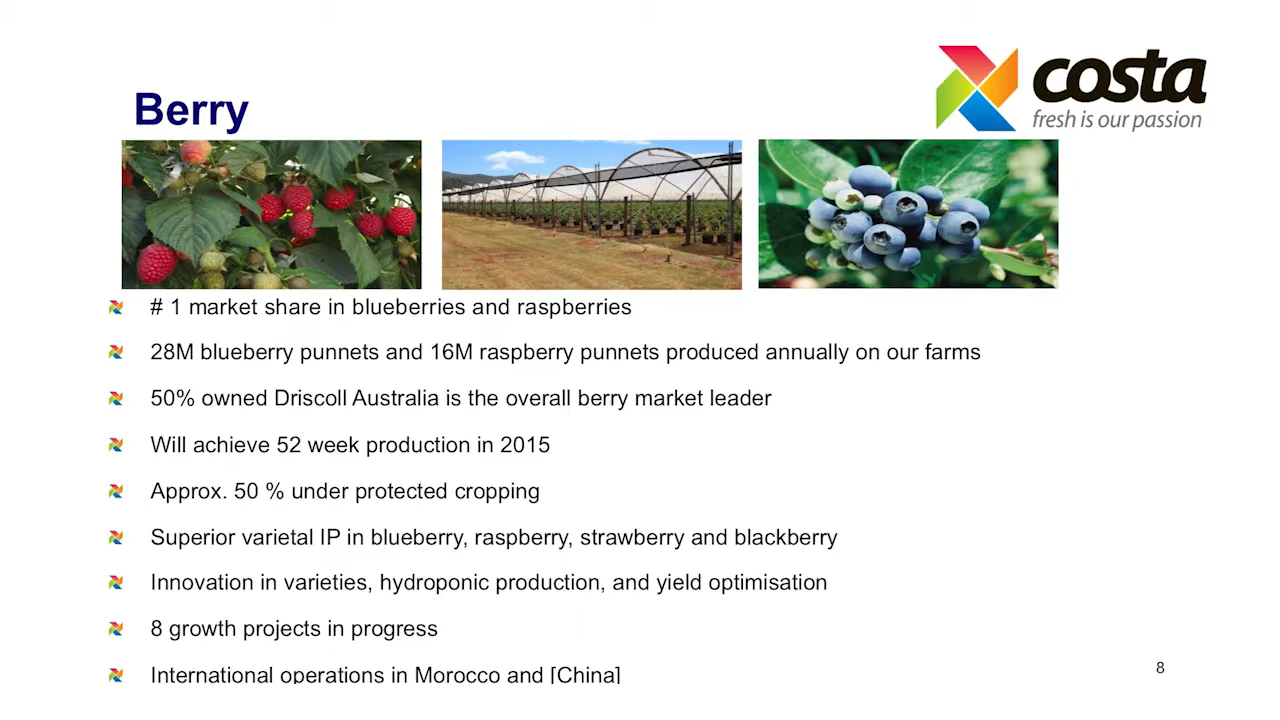 costa
fresh is our passion
Berry
# 1 market share in blueberries and raspberries
28M blueberry punnets and 16M raspberry punnets produced annually on our farms
50% owned Driscoll Australia is the overall berry market leader
Will achieve 52 week production in 2015
Approx. 50 % under protected cropping
Superior varietal IP in blueberry, raspberry, strawberry and blackberry
Innovation in varieties, hydroponic production, and yield optimisation
8 growth projects in progress
International operations in Morocco and [China]
8